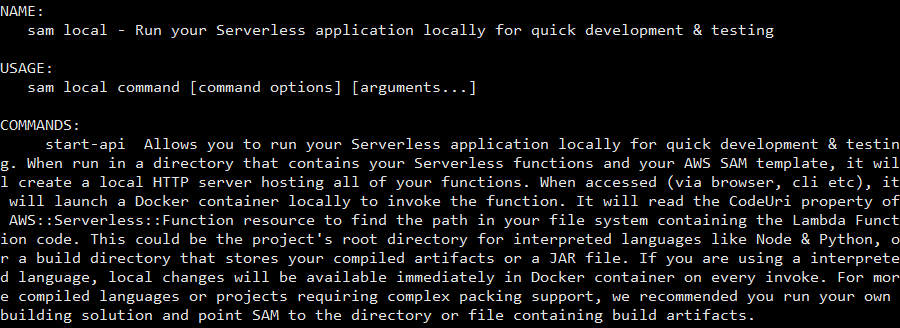 NAME:
sam local - Run your Serverless application locally for quick development & testing
USAGE:
sam local command [command options] [arguments...]
COMMANDS:
start-api  Allows you to run your Serverless application locally for quick development & testin
g. When run in a directory that contains your Serverless functions and your AWS SAM template, it wil
l create a local HTTP server hosting all of your functions. When accessed (via browser, cli etc), it
will launch a Docker container locally to invoke the function. It will read the CodeUri property of
AWS::Serverless::Function resource to find the path in your file system containing the Lambda Funct
ion code. This could be the project's root directory for interpreted languages like Node & Python, o
r a build directory that stores your compiled artifacts or a JAR file. If you are using a interprete
d language, local changes will be available immediately in Docker container on every invoke. For mor
e compiled languages or projects requiring complex packing support, we recommended you run your own
building solution and point SAM to the directory or file containing build artifacts.